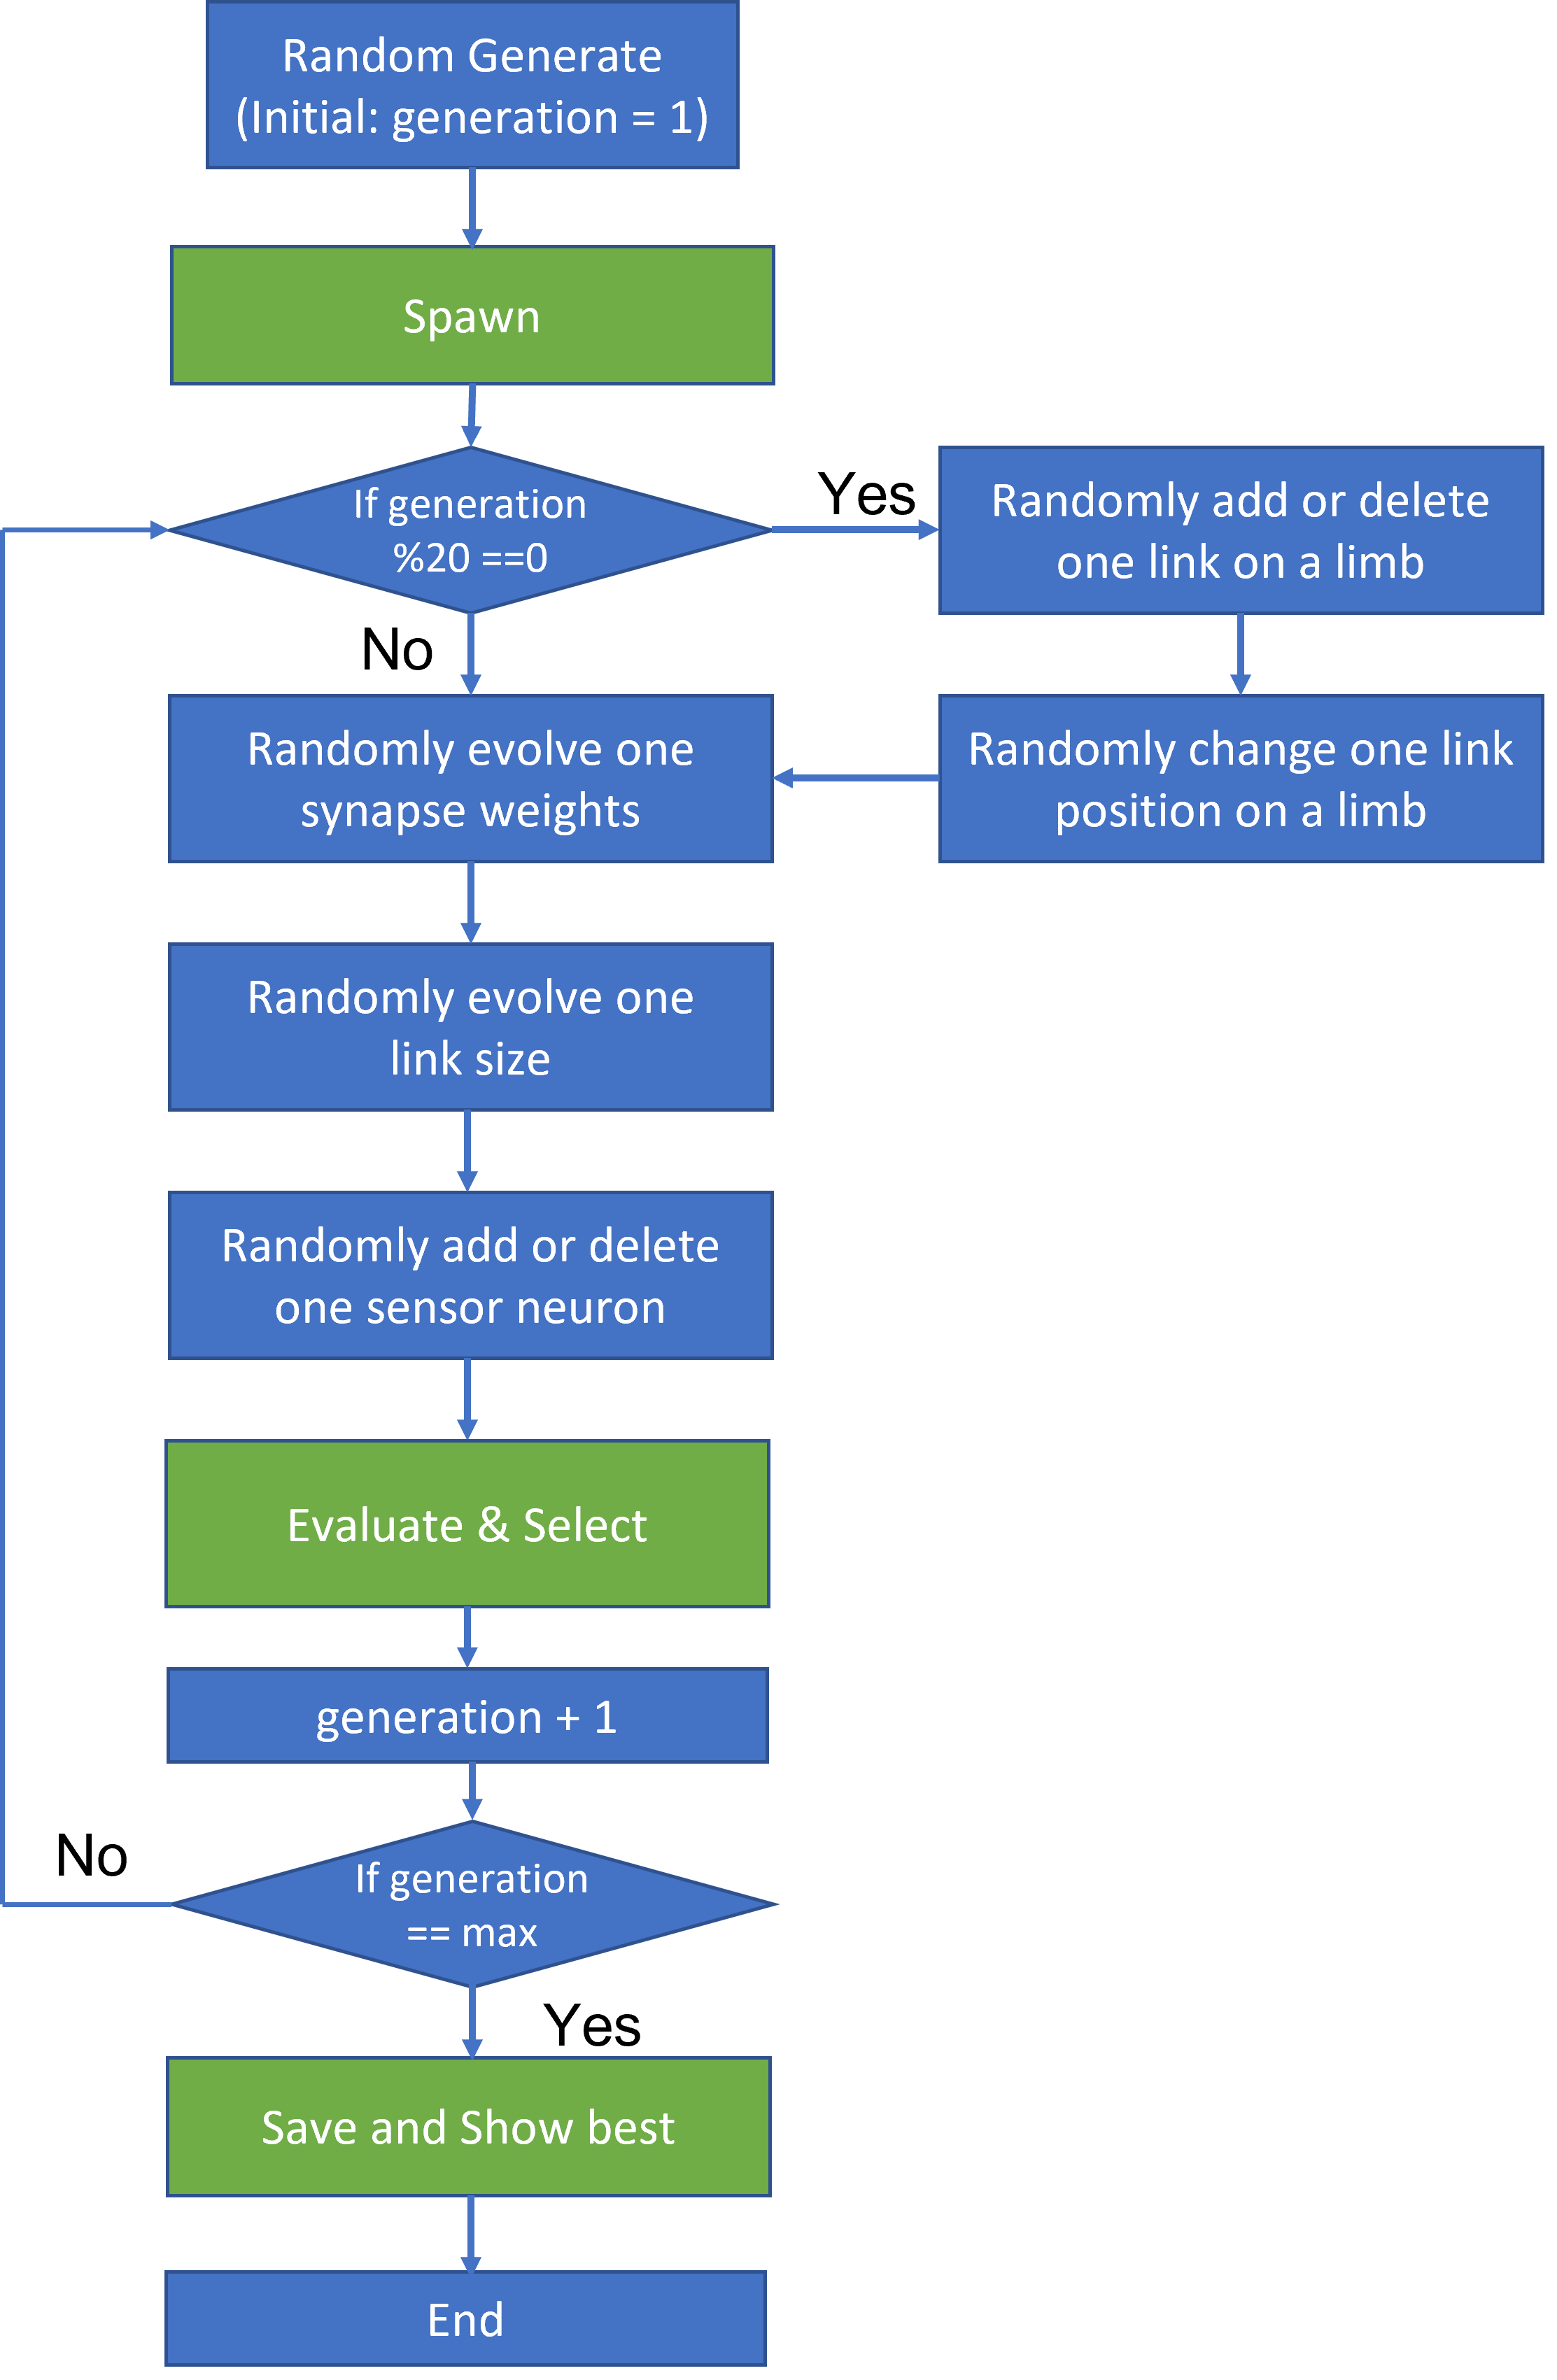 Random Generate
(Initial: generation = 1)
Spawn
If generation
%20 ==0
Yes
Randomly add or delete
one link on a limb
No
Randomly change one link
position on a limb
Randomly evolve one
synapse weights
Randomly evolve one
link size
Randomly add or delete
one sensor neuron
Evaluate & Select
generation + 1
If generation
== max
No
Yes
Save and Show best
End